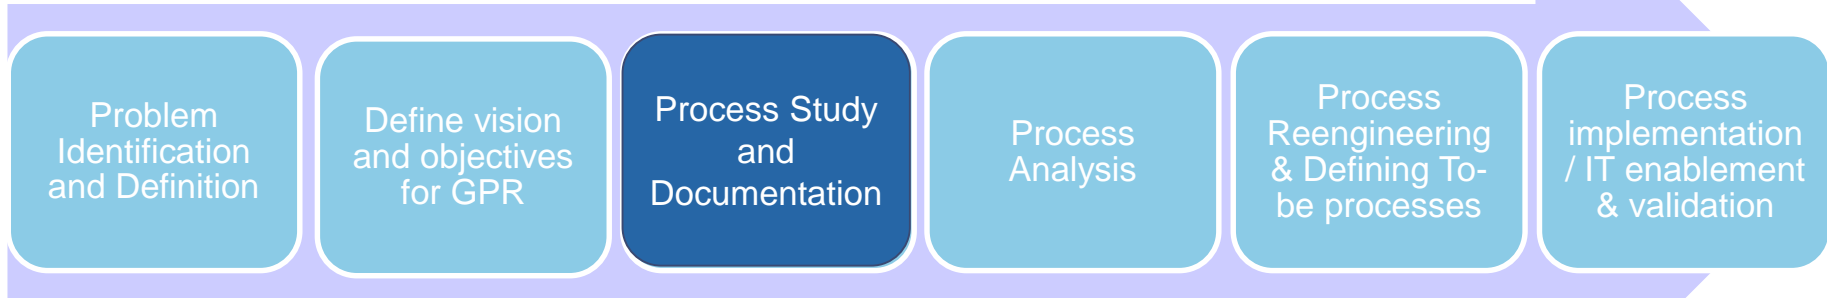 Problem
Identification
and Definition
Define vision
and objectives
for GPR
Process Study
and
Documentation
Process
Analysis
Process
Reengineering
& Defining To-
be processes
Process
implementation
/ IT enablement
& validation